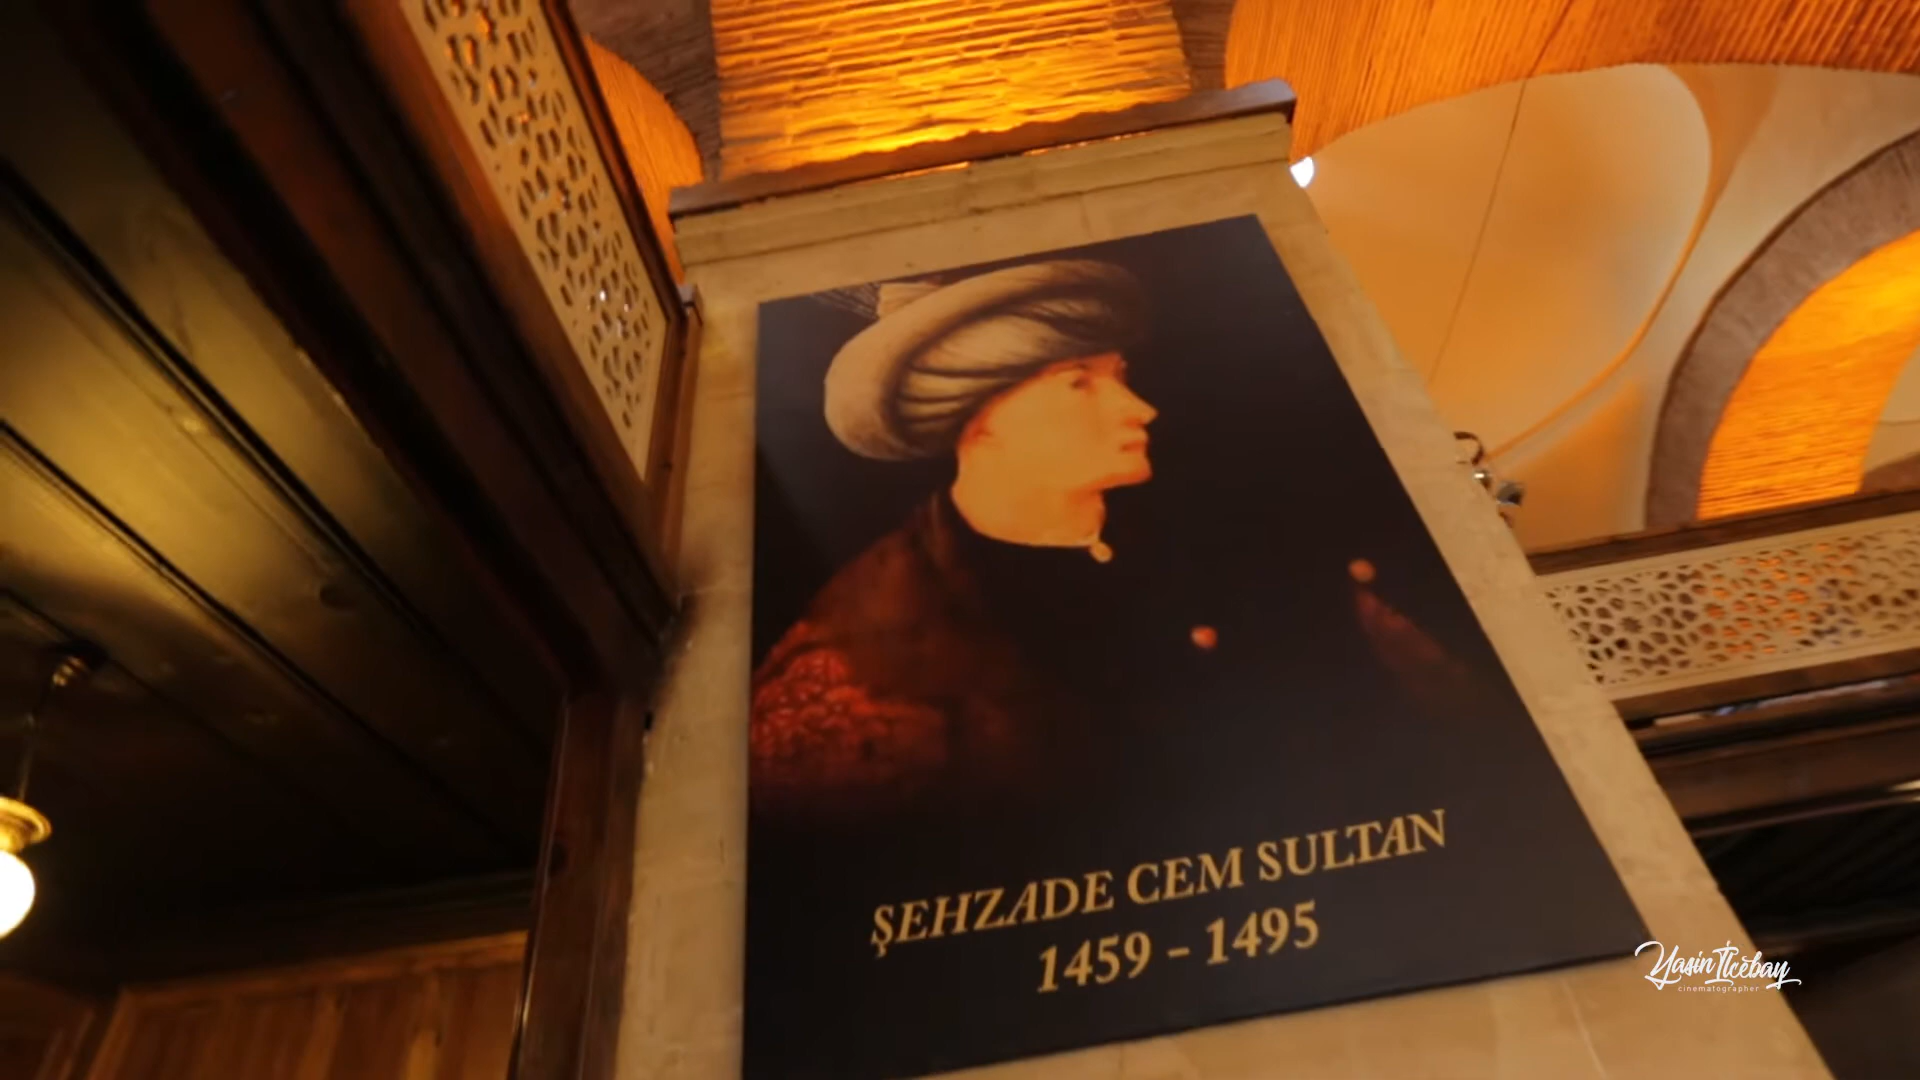 ŞEHZADE CEM SULTAN
1459 - 1495
Yasin İlcebay
cinematographer